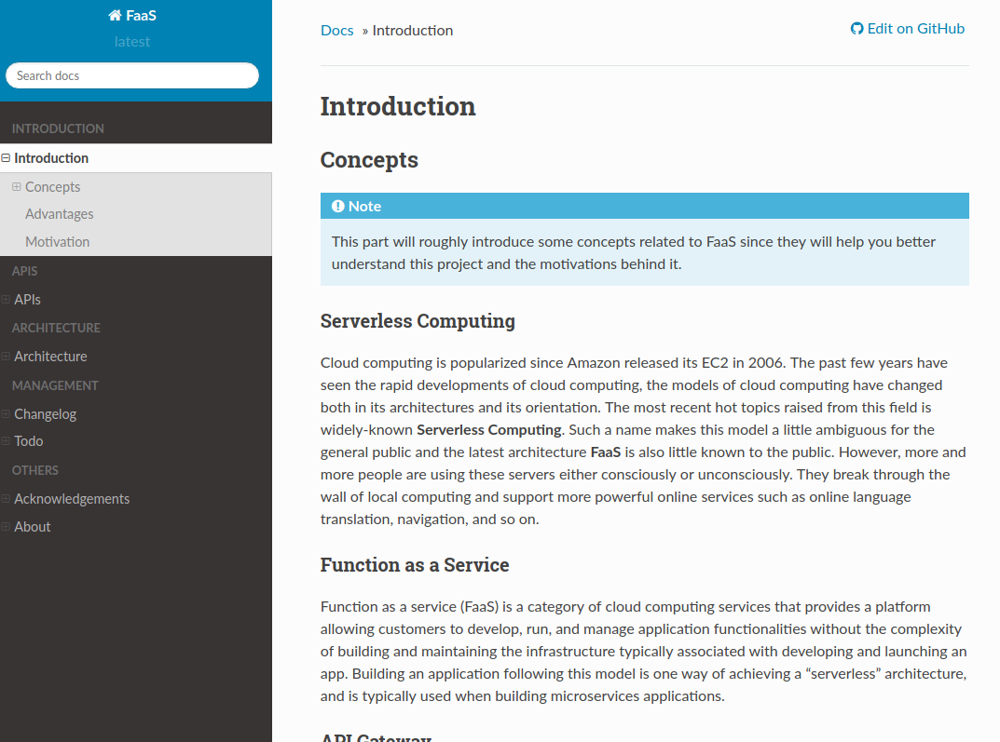 FaaS
latest
Search docs
INTRODUCTION
Introduction
Concepts
Advantages
Motivation
APIS
APIs
ARCHITECTURE
Architecture
MANAGEMENT
Changelog
Todo
OTHERS
Acknowledgements
About
Docs » Introduction
Edit on GitHub
Introduction
Concepts
Note
This part will roughly introduce some concepts related to FaaS since they will help you better
understand this project and the motivations behind it.
Serverless Computing
Cloud computing is popularized since Amazon released its EC2 in 2006. The past few years have
seen the rapid developments of cloud computing, the models of cloud computing have changed
both in its architectures and its orientation. The most recent hot topics raised from this field is
widely-known Serverless Computing. Such a name makes this model a little ambiguous for the
general public and the latest architecture FaaS is also little known to the public. However, more and
more people are using these servers either consciously or unconsciously. They break through the
wall of local computing and support more powerful online services such as online language
translation, navigation, and so on.
Function as a Service
Function as a service (FaaS) is a category of cloud computing services that provides a platform
allowing customers to develop, run, and manage application functionalities without the complexity
of building and maintaining the infrastructure typically associated with developing and launching an
app. Building an application following this model is one way of achieving a “serverless” architecture,
and is typically used when building microservices applications.
API Gateway